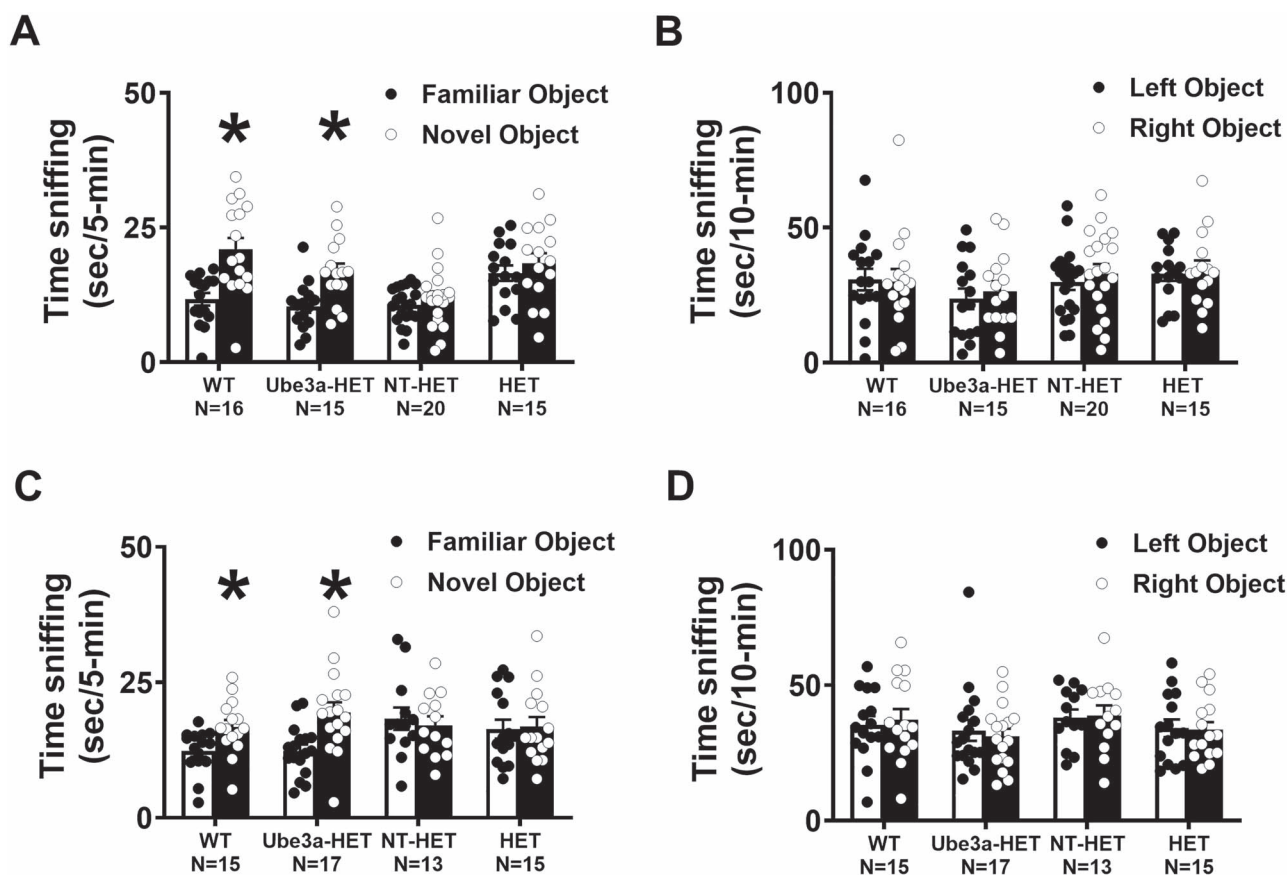 A
Time sniffing
(sec/5-min)
50
25
0
Familiar Object
Novel Object
*
*
WT
N=16
Ube3a-HET
N=15
NT-HET
N=20
HET
N=15
B
Time sniffing
(sec/10-min)
100
50
0
Left Object
Right Object
WT
N=16
Ube3a-HET
N=15
NT-HET
N=20
HET
N=15
C
Time sniffing
(sec/5-min)
50
25
0
Familiar Object
Novel Object
*
*
WT
N=15
Ube3a-HET
N=17
NT-HET
N=13
HET
N=15
D
Time sniffing
(sec/10-min)
100
50
0
Left Object
Right Object
WT
N=15
Ube3a-HET
N=17
NT-HET
N=13
HET
N=15